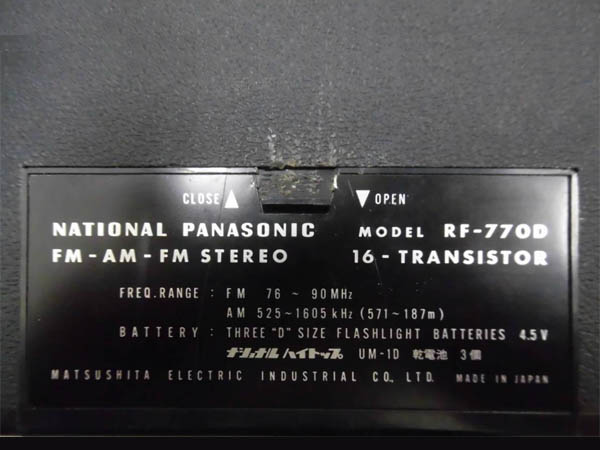 CLOSE ▲ ▼ OPEN
NATIONAL PANASONIC MODEL RF-770D
FM-AM-FM STEREO 16-TRANSISTOR
FREQ. RANGE : FM 76 ~ 90MHz
AM 525~1605 kHz (571~187m)
BATTERY : THREE "D" SIZE FLASHLIGHT BATTERIES 4.5V
ナショナル ハイトップ UM-1D 乾電池 3個
MATSUSHITA ELECTRIC INDUSTRIAL CO., LTD. MADE IN JAPAN